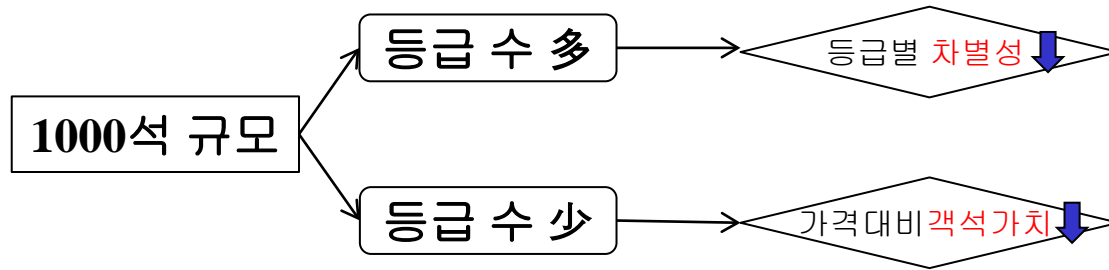 등급 수 多
등급별 차별성
1000석 규모
등급 수 少
가격대비객석가치